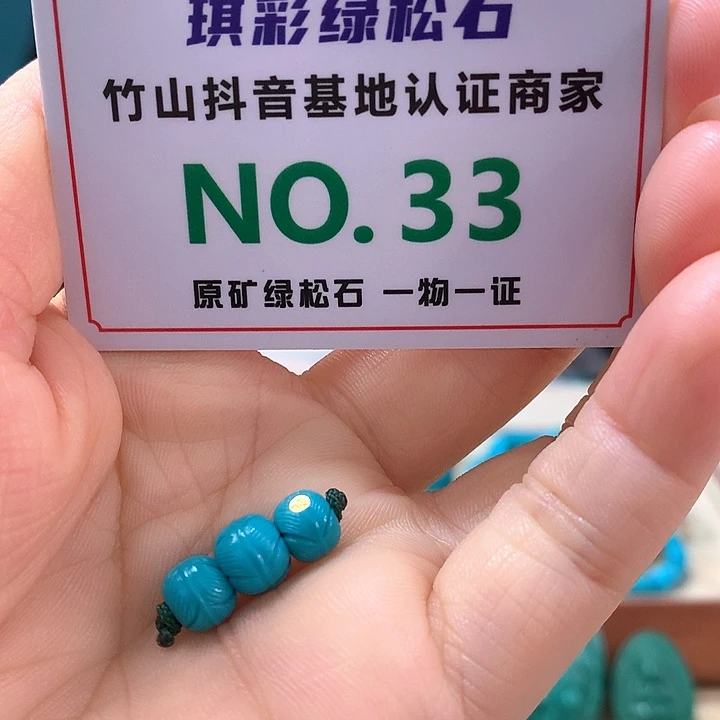 琪彩绿松石
竹山抖音基地认证商家
NO. 33
原矿绿松石 一物一证